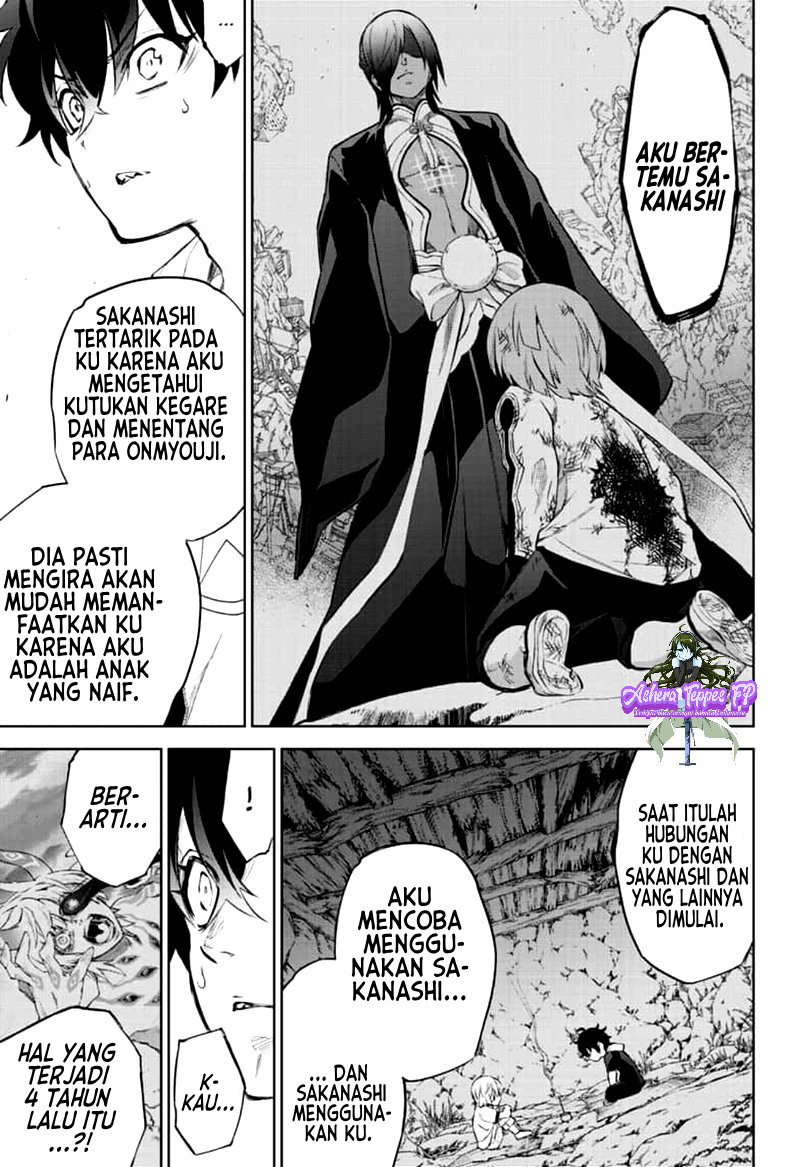 AKU BER-
TEMU SA-
KANASHI
...
SAKANASHI
TERTARIK PADA
KU KARENA AKU
MENGETAHUI
KUTUKAN KEGARE
DAN MENENTANG
PARA ONMYOUJI.
DIA PASTI
MENGIRA AKAN
MUDAH MEMAN-
FAATKAN KU
KARENA AKU
ADALAH ANAK
YANG NAIF.
Ashera Teppes FP
SAAT ITULAH
HUBUNGAN
KU DENGAN
SAKANASHI DAN
YANG LAINNYA
DIMULAI.
AKU
MENCOBA
MENGGU-
NAKAN SA-
KANASHI...
... DAN
SAKANASHI
MENGGUNA-
KAN KU.
!
K-
KAU...
BER-
ARTI...
HAL YANG
TERJADI
4 TAHUN
LALU ITU
...?!